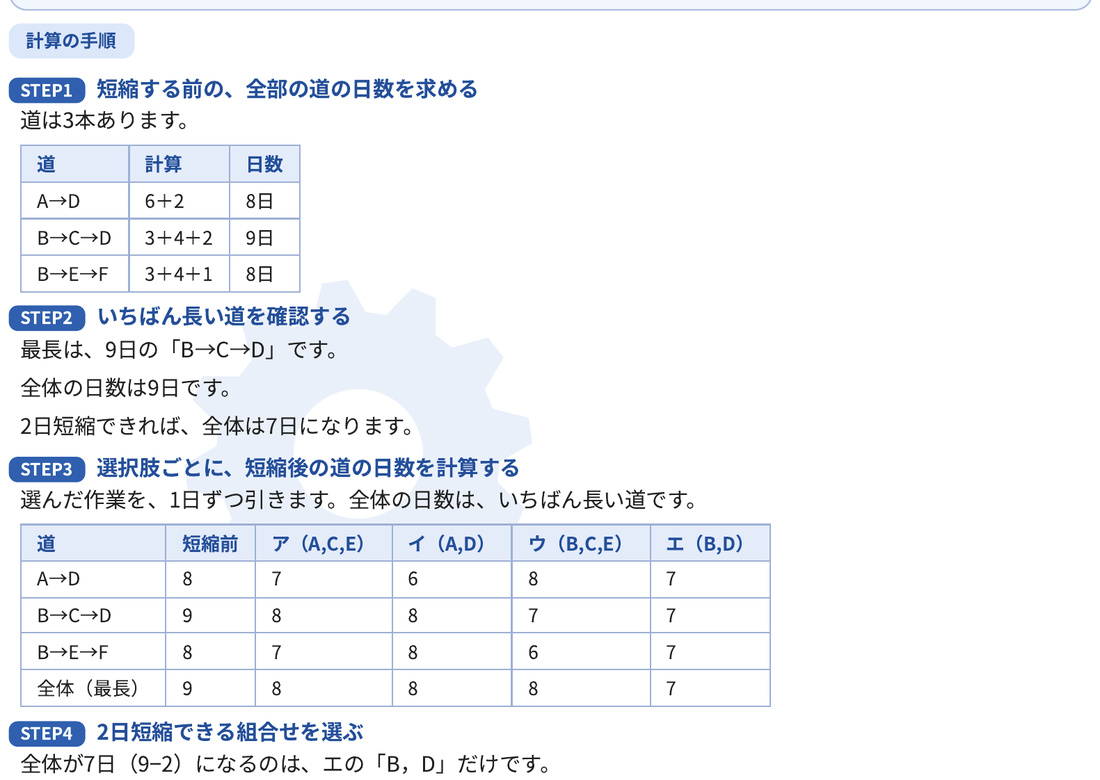 計算の手順
STEP1 短縮する前の、全部の道の日数を求める
道は3本あります。
道 計算 日数
A→D 6＋2 8日
B→C→D 3＋4＋2 9日
B→E→F 3＋4＋1 8日
STEP2 いちばん長い道を確認する
最長は、9日の「B→C→D」です。
全体の日数は9日です。
2日短縮できれば、全体は7日になります。
STEP3 選択肢ごとに、短縮後の道の日数を計算する
選んだ作業を、1日ずつ引きます。全体の日数は、いちばん長い道です。
道 短縮前 ア（A,C,E） イ（A,D） ウ（B,C,E） エ（B,D）
A→D 8 7 6 8 7
B→C→D 9 8 8 7 7
B→E→F 8 7 8 6 7
全体（最長） 9 8 8 8 7
STEP4 2日短縮できる組合せを選ぶ
全体が7日（9−2）になるのは、エの「B，D」だけです。